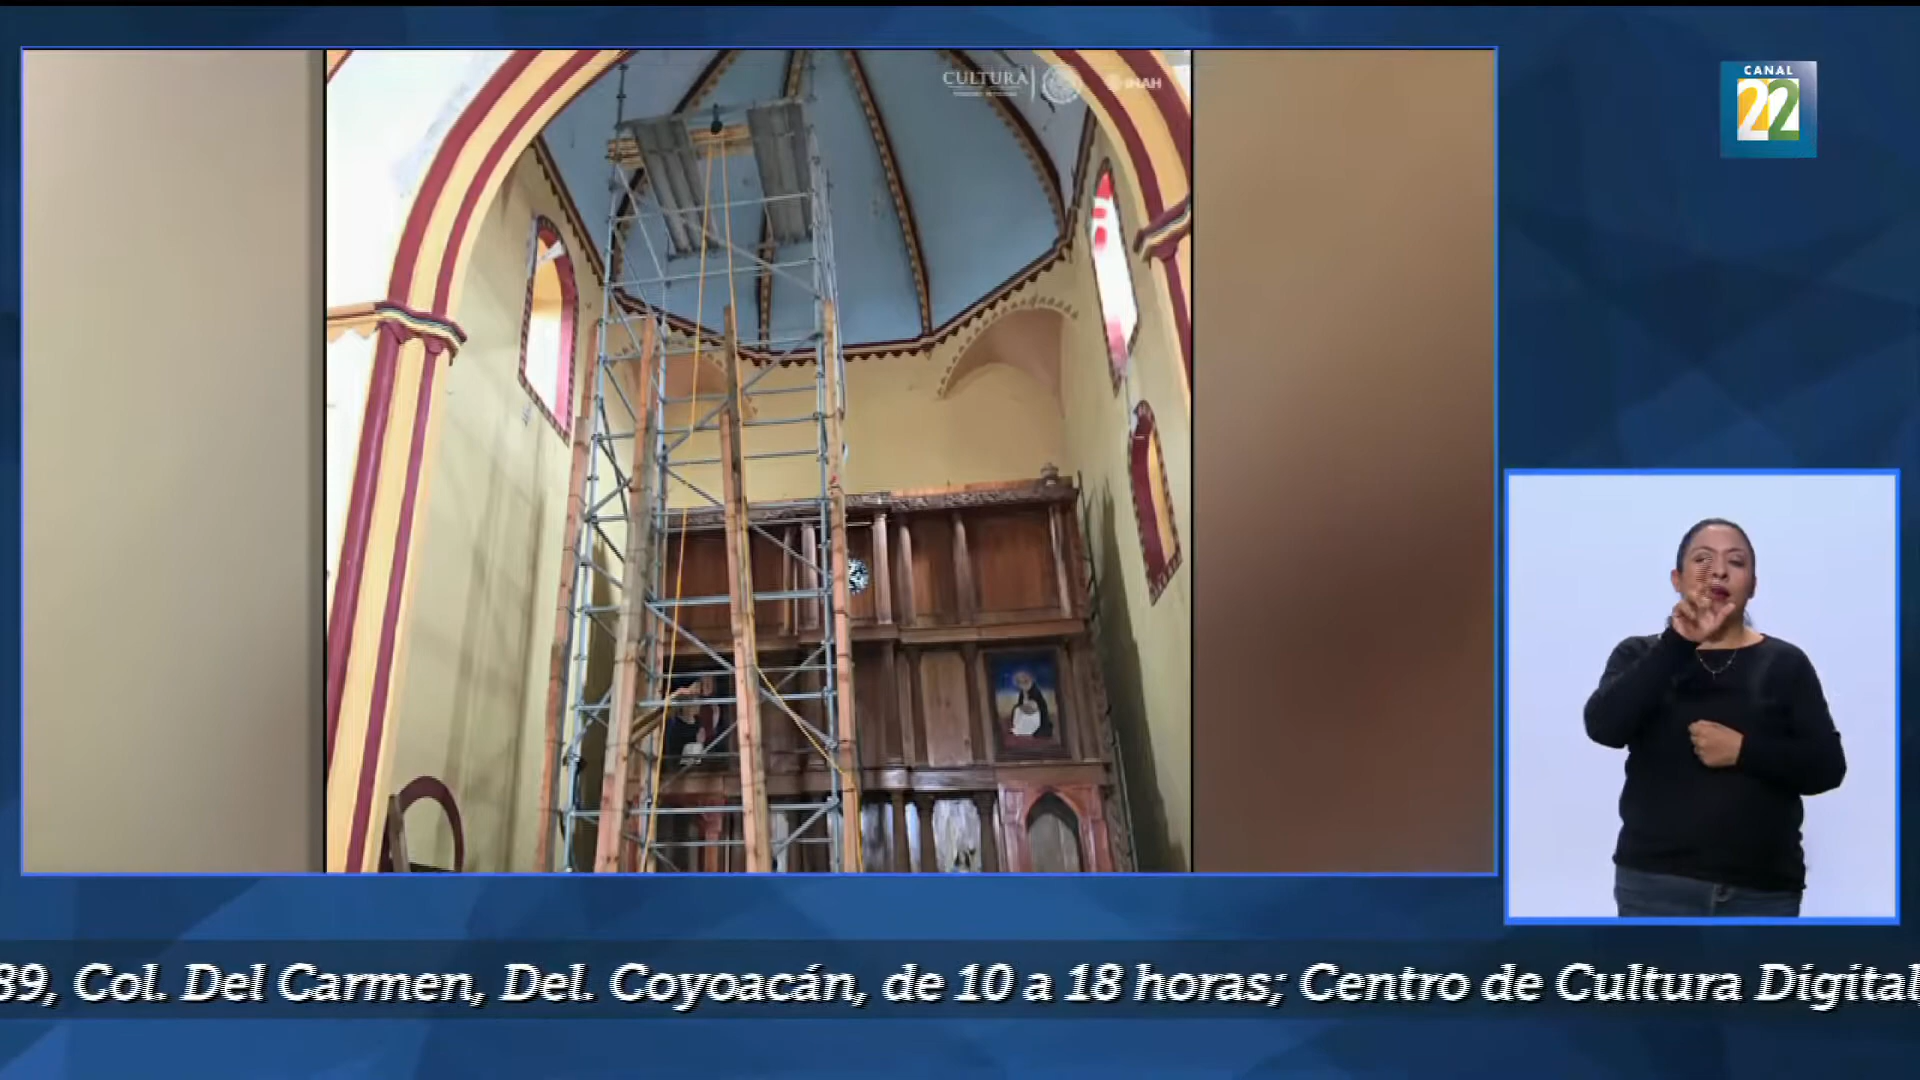 CULTURA
INAH
CANAL
22
89, Col. Del Carmen, Del. Coyoacán, de 10 a 18 horas; Centro de Cultura Digital,